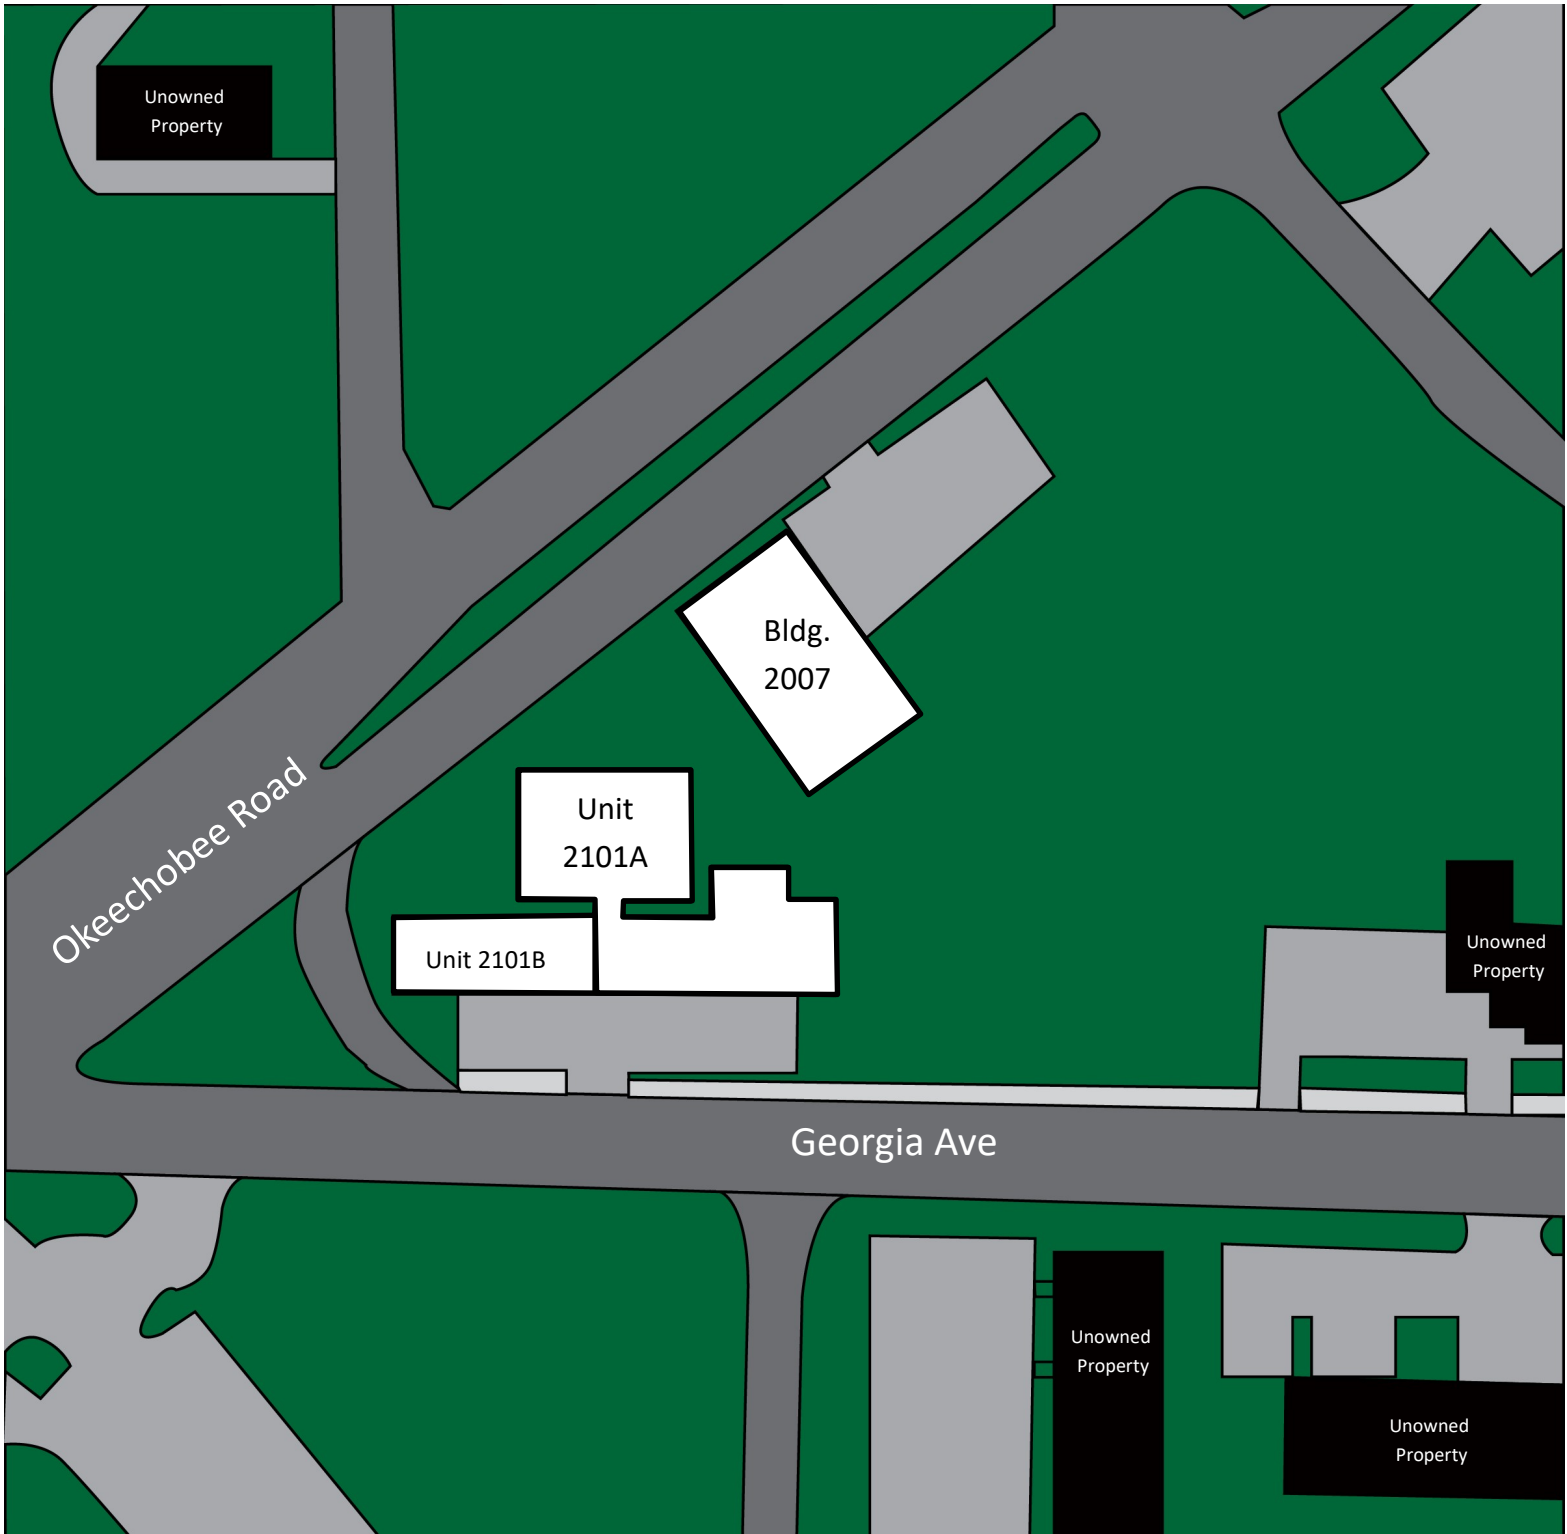 Unowned
Property
Bldg.
2007
Okeechobee Road
Unit
2101A
Unit 2101B
Unowned
Property
Georgia Ave
Unowned
Property
Unowned
Property